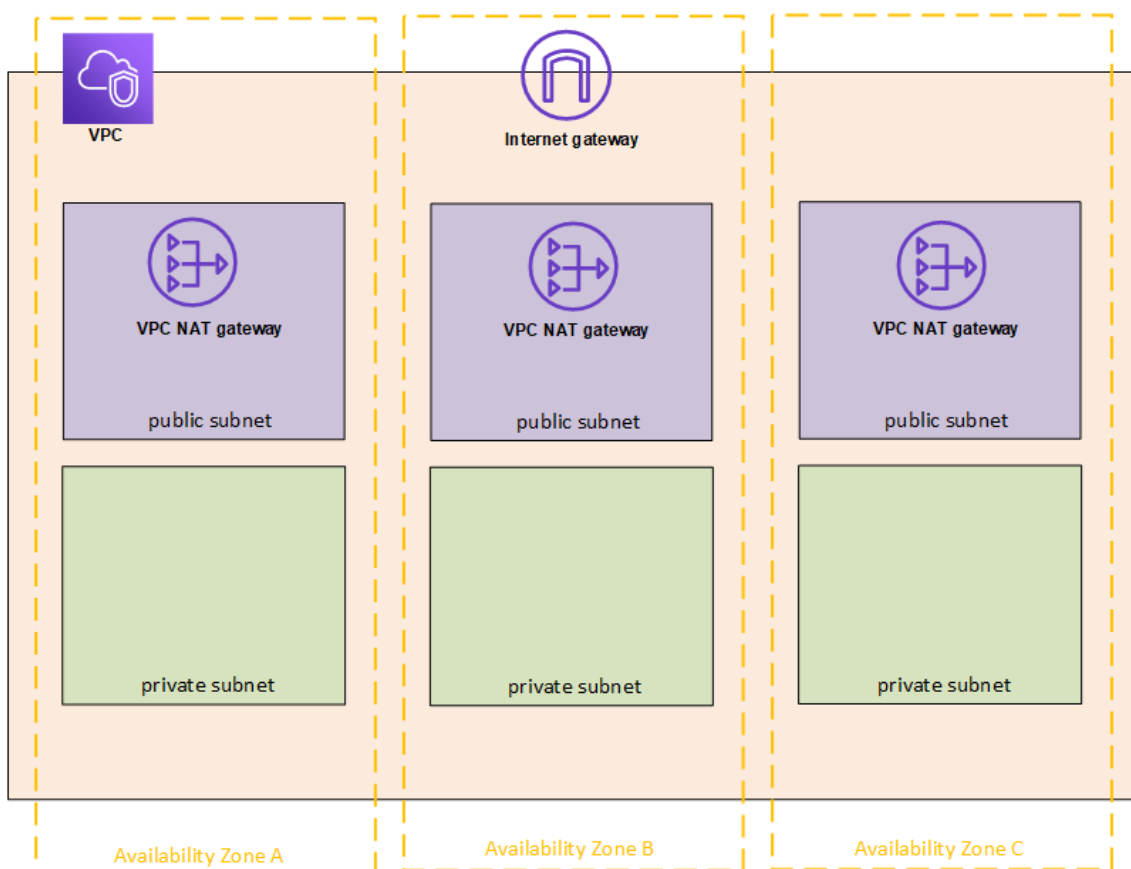 VPC
Internet gateway
VPC NAT gateway
VPC NAT gateway
VPC NAT gateway
public subnet
public subnet
public subnet
private subnet
private subnet
private subnet
Availability Zone A
Availability Zone B
Availability Zone C